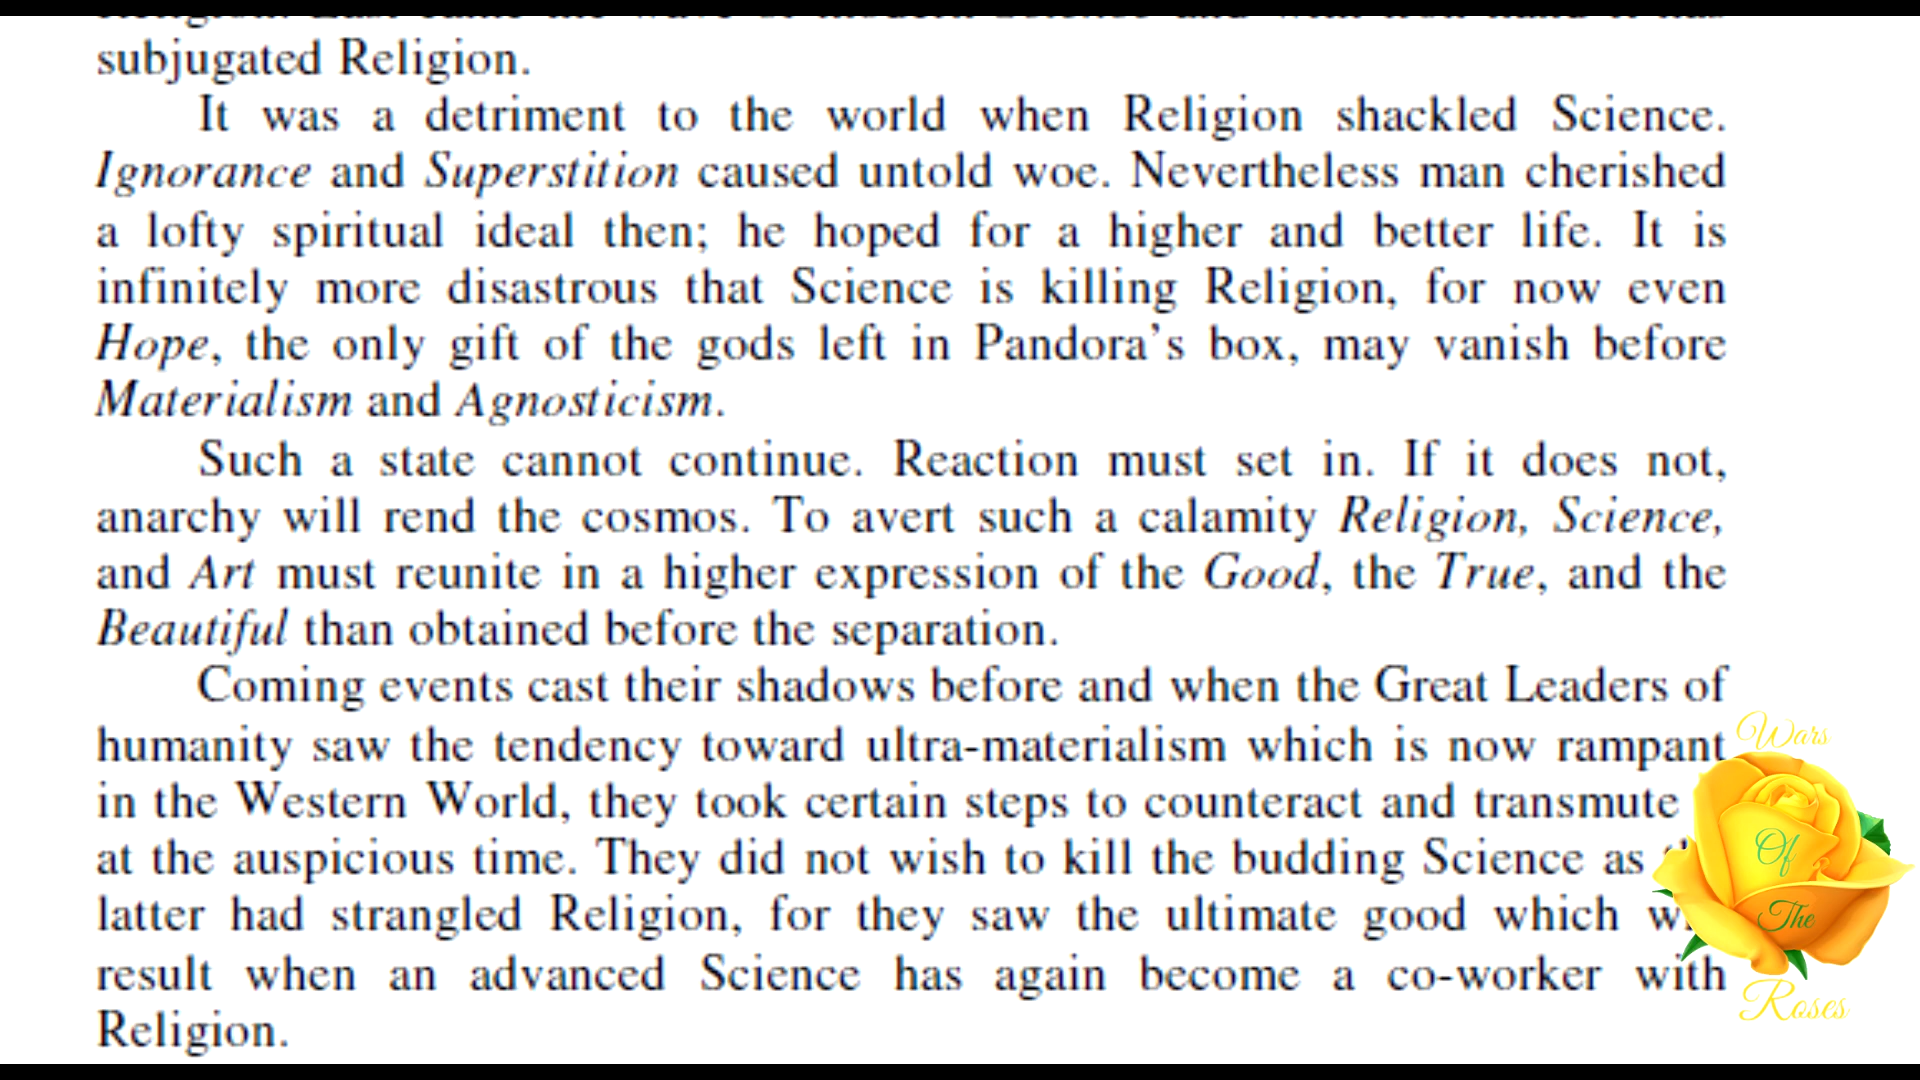 subjugated Religion.
It was a detriment to the world when Religion shackled Science.
Ignorance and Superstition caused untold woe. Nevertheless man cherished
a lofty spiritual ideal then; he hoped for a higher and better life. It is
infinitely more disastrous that Science is killing Religion, for now even
Hope, the only gift of the gods left in Pandora's box, may vanish before
Materialism and Agnosticism.
Such a state cannot continue. Reaction must set in. If it does not,
anarchy will rend the cosmos. To avert such a calamity Religion, Science,
and Art must reunite in a higher expression of the Good, the True, and the
Beautiful than obtained before the separation.
Coming events cast their shadows before and when the Great Leaders of
humanity saw the tendency toward ultra-materialism which is now rampant
in the Western World, they took certain steps to counteract and transmute
at the auspicious time. They did not wish to kill the budding Science as
latter had strangled Religion, for they saw the ultimate good which
result when an advanced Science has again become a co-worker with
Religion.
Wars
Of
The
Roses